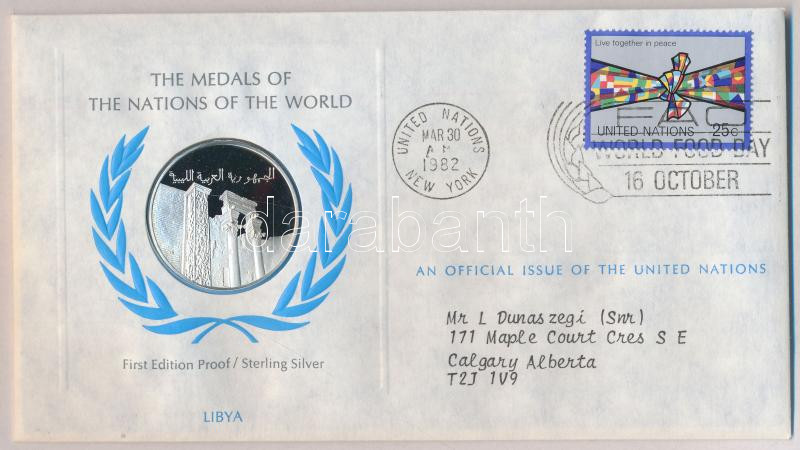 THE MEDALS OF
THE NATIONS OF THE WORLD
الجمهورية العربية الليبية
First Edition Proof / Sterling Silver
LIBYA
UNITED NATIONS
MAR 30
AM
1982
NEW YORK
Live together in peace
UNITED NATIONS 25c
FAO
WORLD FOOD DAY
16 OCTOBER
darabanth
AN OFFICIAL ISSUE OF THE UNITED NATIONS
Mr L Dunaszegi (Snr)
171 Maple Court Cres S E
Calgary Alberta
T2J 1V9